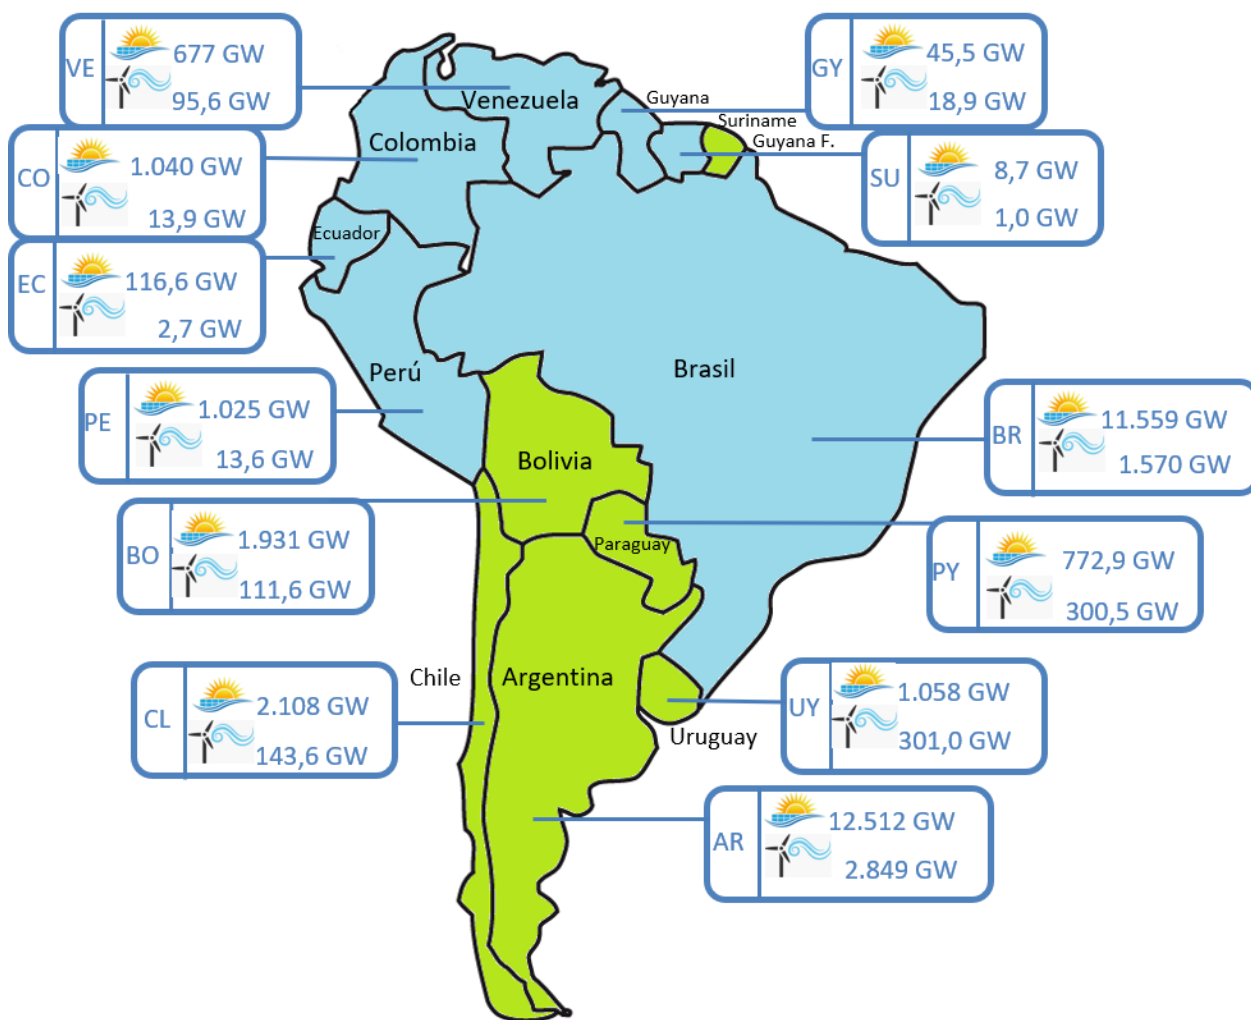 VE
677 GW
95,6 GW
GY
45,5 GW
18,9 GW
CO
1.040 GW
13,9 GW
SU
8,7 GW
1,0 GW
EC
116,6 GW
2,7 GW
PE
1.025 GW
13,6 GW
BR
11.559 GW
1.570 GW
BO
1.931 GW
111,6 GW
PY
772,9 GW
300,5 GW
CL
2.108 GW
143,6 GW
UY
1.058 GW
301,0 GW
AR
12.512 GW
2.849 GW
Venezuela
Guyana
Suriname
Guyana F.
Colombia
Ecuador
Perú
Brasil
Bolivia
Paraguay
Chile
Argentina
Uruguay